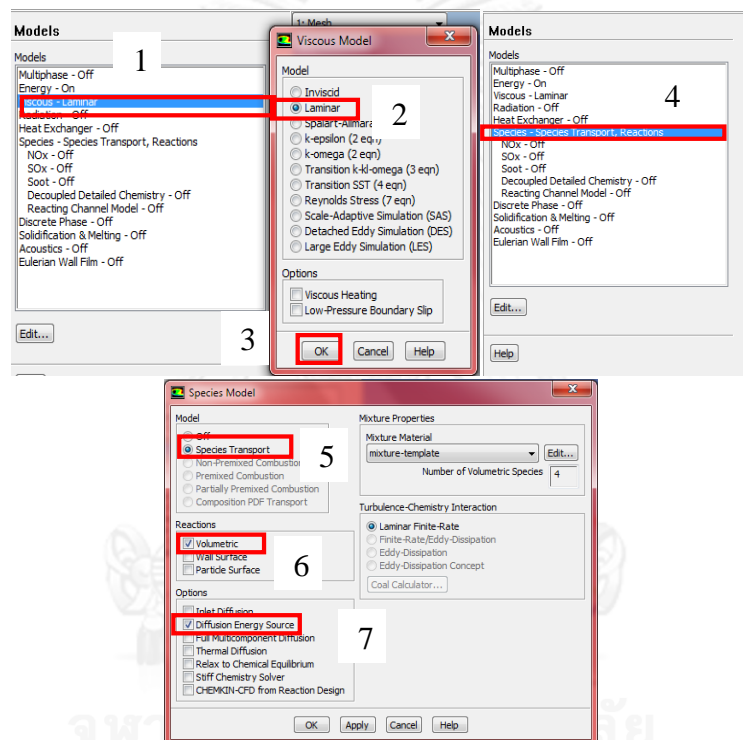 Models
1
Models
Multiphase - Off
Energy - On
Viscous - Laminar
Radiation - Off
Heat Exchanger - Off
Species - Species Transport, Reactions
NOx - Off
SOx - Off
Soot - Off
Decoupled Detailed Chemistry - Off
Reacting Channel Model - Off
Discrete Phase - Off
Solidification & Melting - Off
Acoustics - Off
Eulerian Wall Film - Off
Edit...
3
1: Mesh
Viscous Model
Model
Inviscid
Laminar
2
Spalart-Allmara
k-epsilon (2 eqn)
k-omega (2 eqn)
Transition k-kl-omega (3 eqn)
Transition SST (4 eqn)
Reynolds Stress (7 eqn)
Scale-Adaptive Simulation (SAS)
Detached Eddy Simulation (DES)
Large Eddy Simulation (LES)
Options
Viscous Heating
Low-Pressure Boundary Slip
OK Cancel Help
Models
Models
4
Multiphase - Off
Energy - On
Viscous - Laminar
Radiation - Off
Heat Exchanger - Off
Species - Species Transport, Reactions
NOx - Off
SOx - Off
Soot - Off
Decoupled Detailed Chemistry - Off
Reacting Channel Model - Off
Discrete Phase - Off
Solidification & Melting - Off
Acoustics - Off
Eulerian Wall Film - Off
Edit...
Help
Species Model
Model
Off
Species Transport
5
Non-Premixed Combustion
Premixed Combustion
Partially Premixed Combustion
Composition PDF Transport
Reactions
Volumetric
Wall Surface
Particle Surface
6
Options
Inlet Diffusion
Diffusion Energy Source
7
Full Multicomponent Diffusion
Thermal Diffusion
Relax to Chemical Equilibrium
Stiff Chemistry Solver
CHEMKIN-CFD from Reaction Design
Mixture Properties
Mixture Material
mixture-template Edit...
Number of Volumetric Species 4
Turbulence-Chemistry Interaction
Laminar Finite-Rate
Finite-Rate/Eddy-Dissipation
Eddy-Dissipation
Eddy-Dissipation Concept
Coal Calculator...
OK Apply Cancel Help